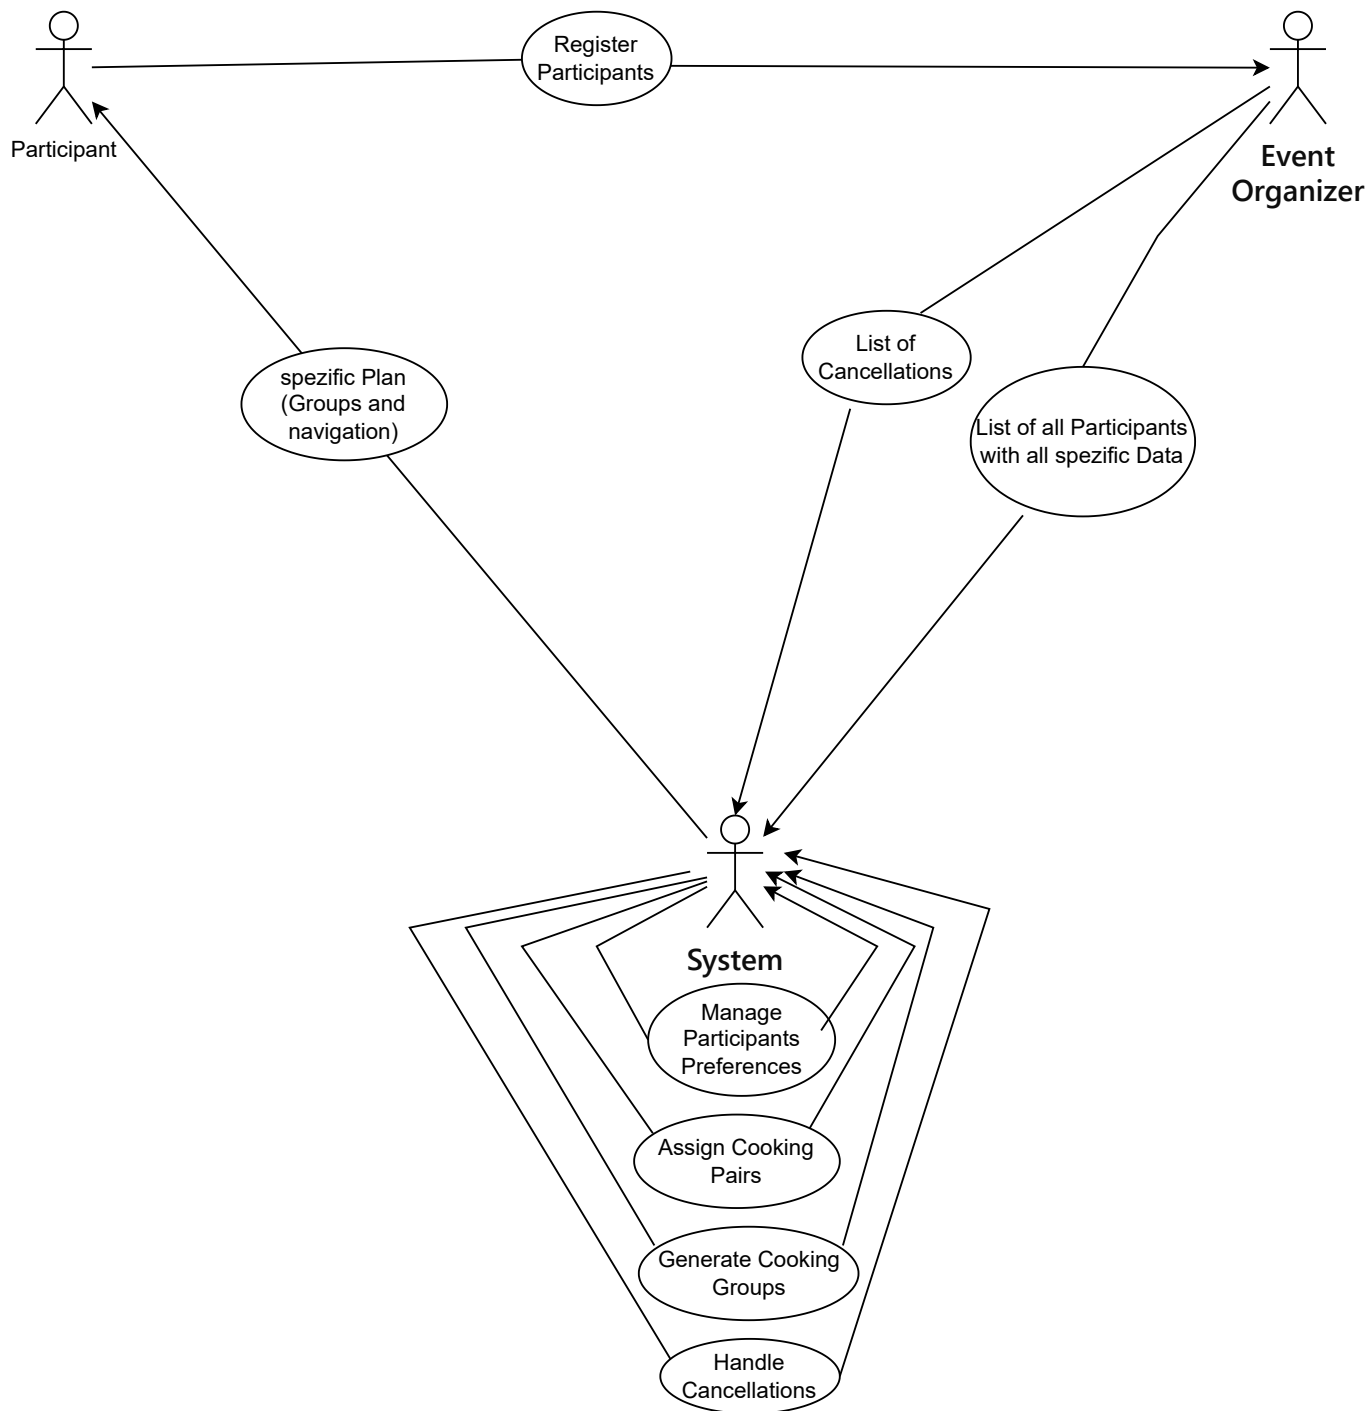 Register
Participants
Participant
Event
Organizer
List of
Cancellations
spezific Plan
(Groups and
navigation)
List of all Participants
with all spezific Data
System
Manage
Participants
Preferences
Assign Cooking
Pairs
Generate Cooking
Groups
Handle
Cancellations